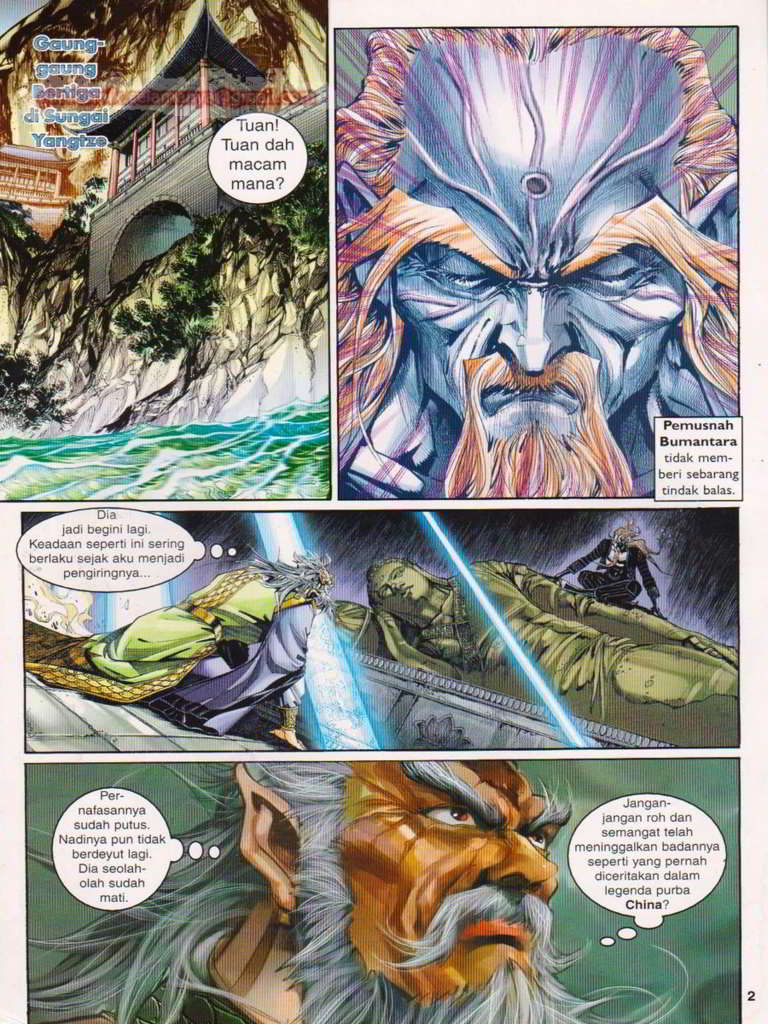 Gaung-
gaung
Bertiga
di Sungai
Yangtze
Tuan!
Tuan dah
macam
mana?
Pemusnah
Bumantara
tidak mem-
beri sebarang
tindak balas.
Dia
jadi begini lagi.
Keadaan seperti ini sering
berlaku sejak aku menjadi
pengiringnya...
Per-
nafasannya
sudah putus.
Nadinya pun tidak
berdeyut lagi.
Dia seolah-
olah sudah
mati.
Jangan-
jangan roh dan
semangat telah
meninggalkan badannya
seperti yang pernah
diceritakan dalam
legenda purba
China?
2